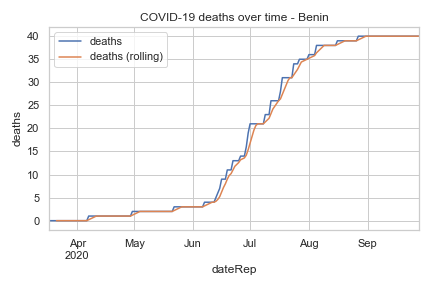 COVID-19 deaths over time - Benin
deaths
deaths (rolling)
40
35
30
25
20
15
10
5
0
deaths
Apr
2020
May
Jun
Jul
Aug
Sep
dateRep